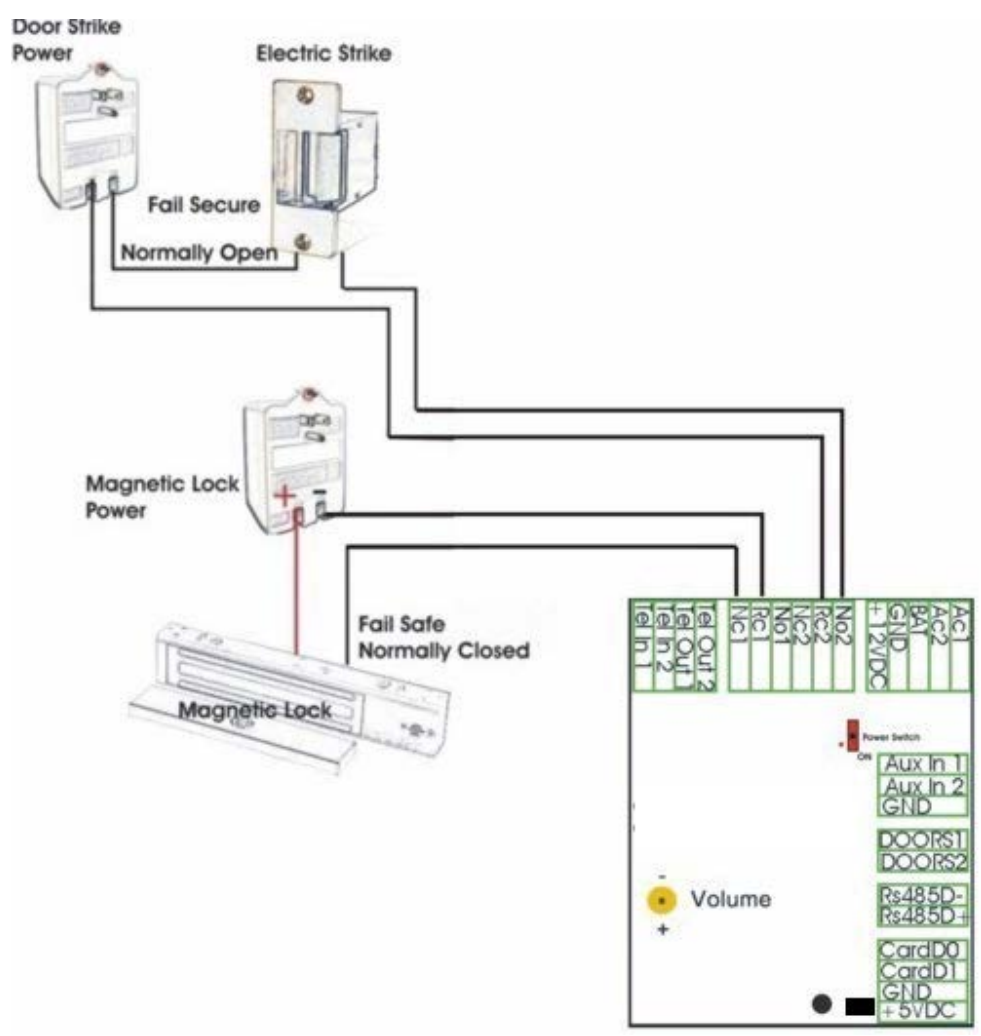 Door Strike
Power
Electric Strike
Fail Secure
Normally Open
Magnetic Lock
Power
+ -
Fail Safe
Normally Closed
Magnetic Lock
Tel In 1
Tel In 2
Tel Out 1
Tel Out 2
Nc1
Rc1
No1
Nc2
Rc2
No2
+12VDC
GND
BAT
Ac2
Ac1
Power Switch
ON
Aux In 1
Aux In 2
GND
DOORS1
DOORS2
-
Volume
+
Rs485D-
Rs485D+
CardD0
CardD1
GND
+5VDC